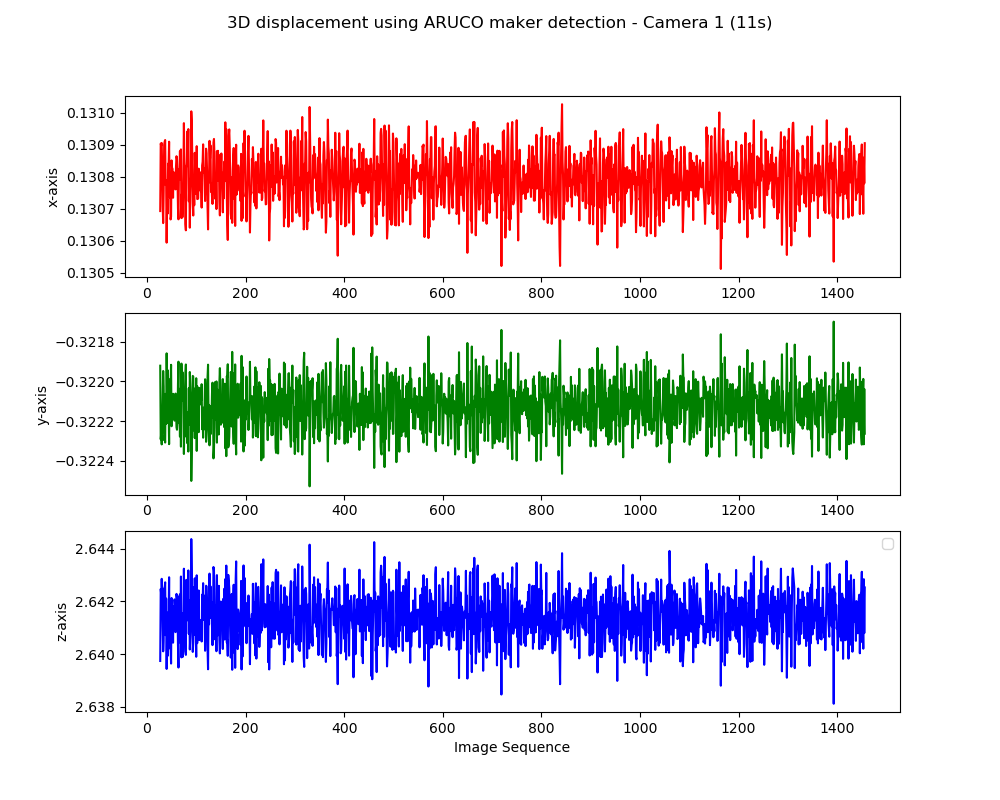 3D displacement using ARUCO maker detection - Camera 1 (11s)
0.1310
0.1309
0.1308
0.1307
0.1306
0.1305
x-axis
0 200 400 600 800 1000 1200 1400
−0.3218
−0.3220
−0.3222
−0.3224
y-axis
0 200 400 600 800 1000 1200 1400
2.644
2.642
2.640
2.638
z-axis
0 200 400 600 800 1000 1200 1400
Image Sequence